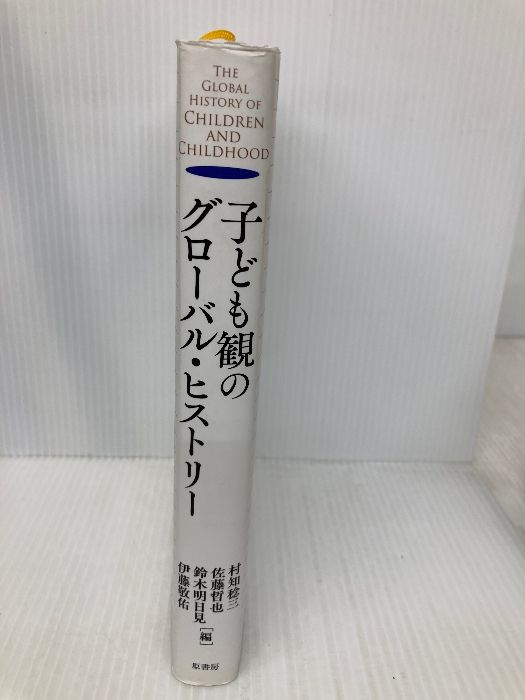 THE
GLOBAL
HISTORY OF
CHILDREN
AND
CHILDHOOD
子ども観の
グローバル・ヒストリー
村知稔三
佐藤哲也
鈴木明日見
伊藤敬佑
[編]
原書房